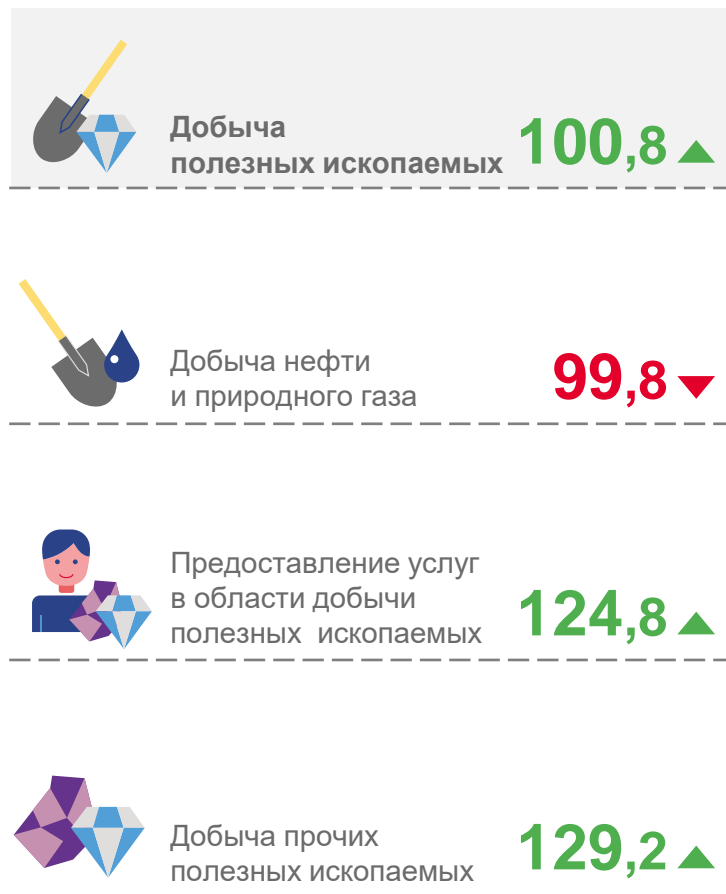 Добыча
полезных ископаемых 100,8
Добыча нефти
и природного газа 99,8
Предоставление услуг
в области добычи
полезных ископаемых 124,8
Добыча прочих
полезных ископаемых 129,2